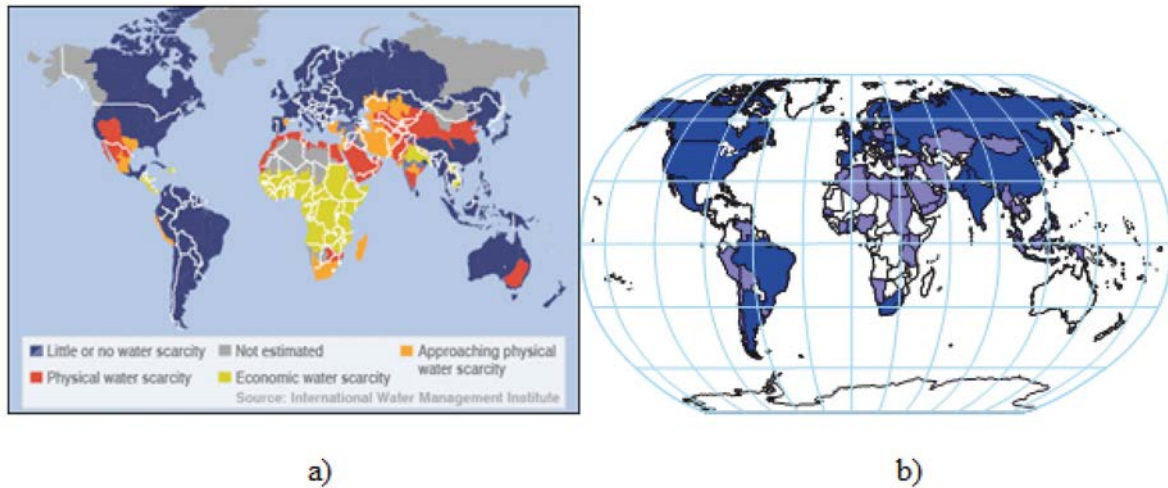 Little or no water scarcity
Not estimated
Approaching physical
water scarcity
Physical water scarcity
Economic water scarcity
Source: International Water Management Institute
a)
b)